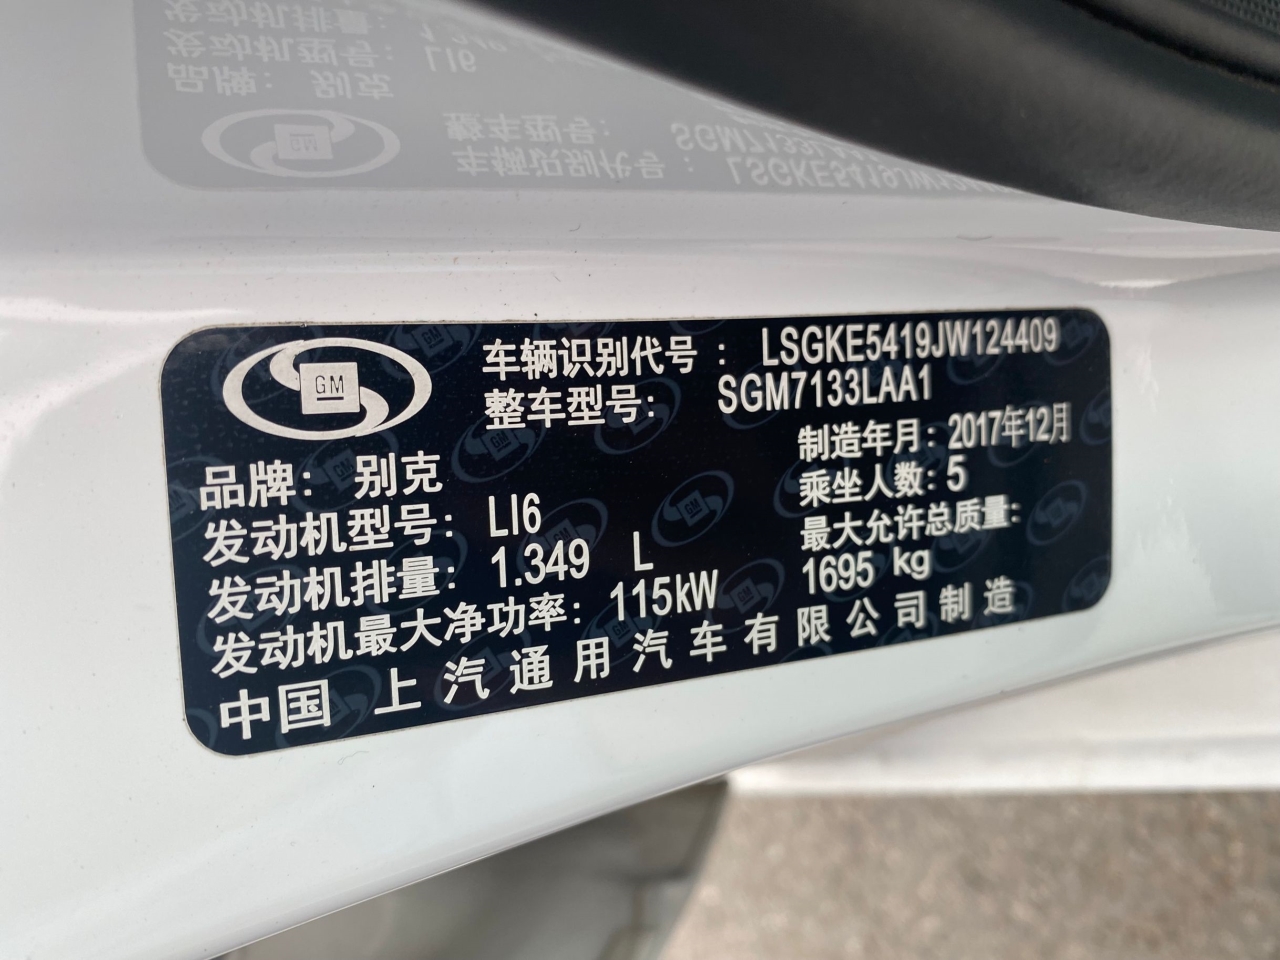 GM
车辆识别代号: LSGKE5419JW124409
整车型号: SGM7133LAA1
品牌: 别克
制造年月: 2017年12月
发动机型号: LI6
乘坐人数: 5
发动机排量: 1.349 L
最大允许总质量:
1695 kg
发动机最大净功率: 115kW
中国 上汽通用汽车有限公司制造